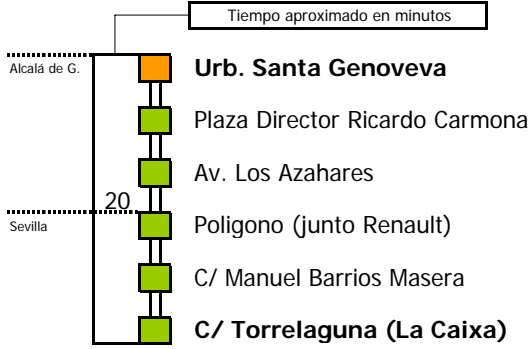 Tiempo aproximado en minutos
Alcalá de G.
Urb. Santa Genoveva
Plaza Director Ricardo Carmona
Av. Los Azahares
20
Sevilla
Poligono (junto Renault)
C/ Manuel Barrios Masera
C/ Torrelaguna (La Caixa)